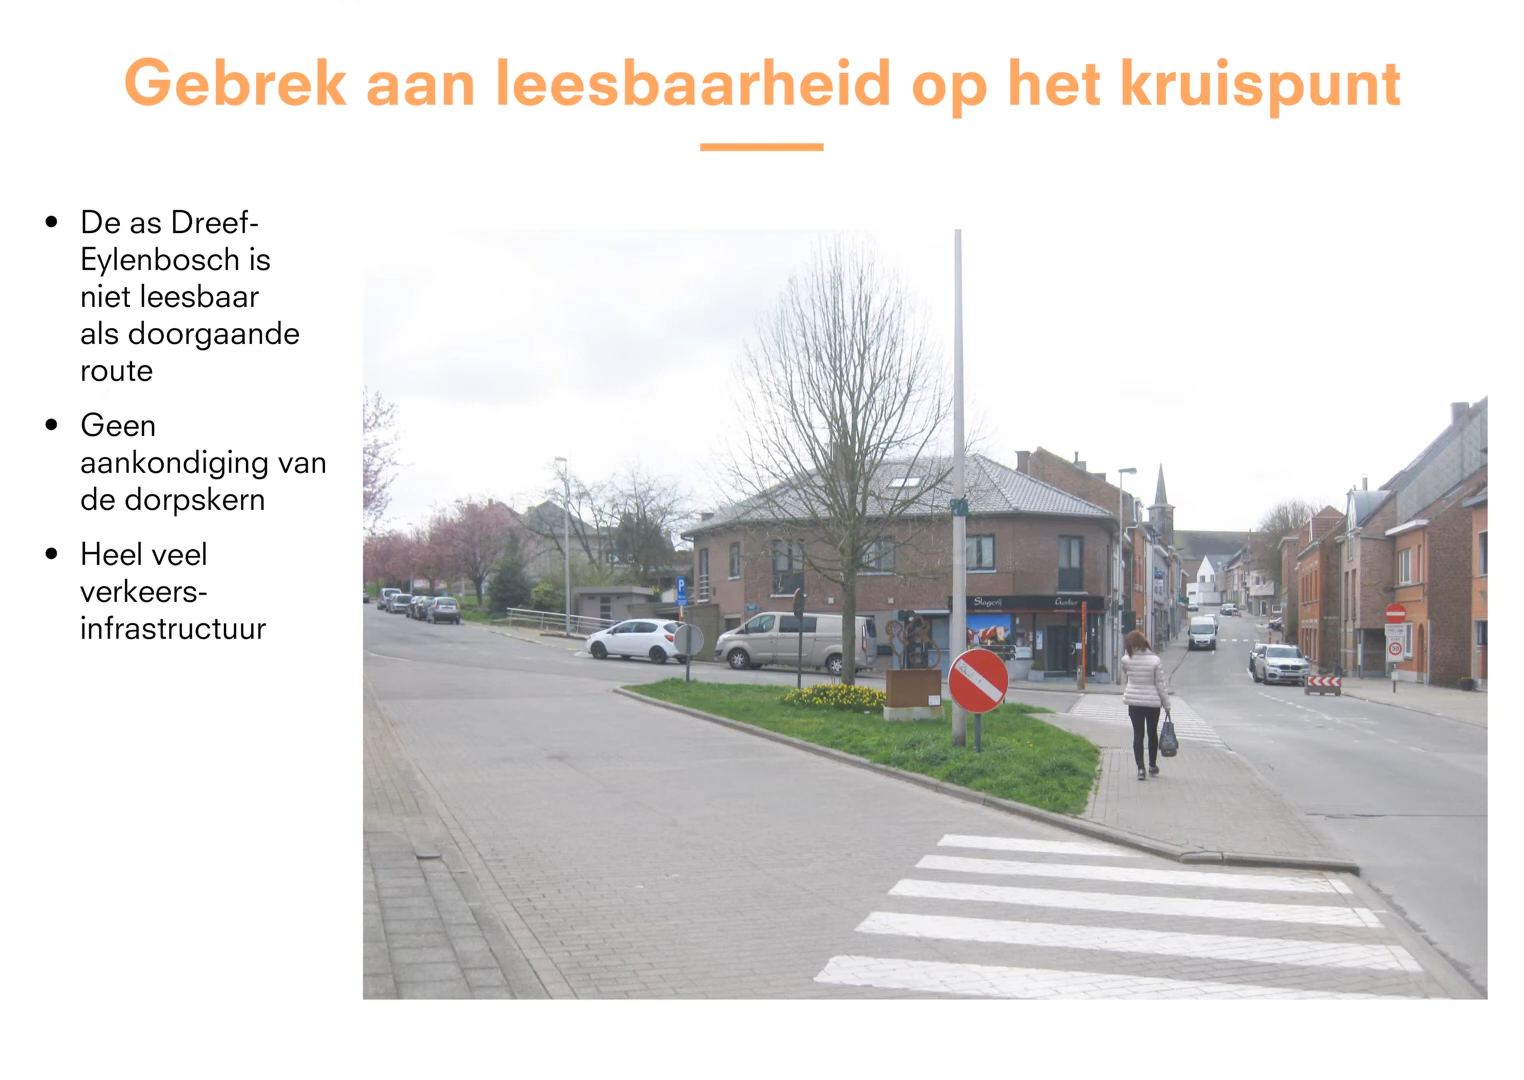 Gebrek aan leesbaarheid op het kruispunt
• De as Dreef-
Eylenbosch is
niet leesbaar
als doorgaande
route
• Geen
aankondiging van
de dorpskern
• Heel veel
verkeers-
infrastructuur
P
Slagerij